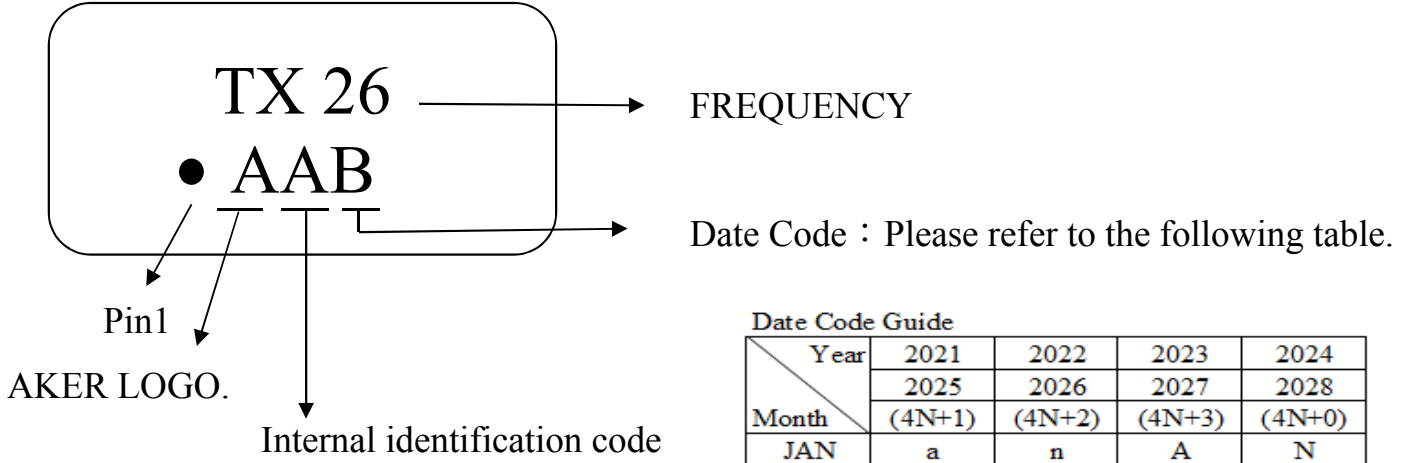 TX 26
FREQUENCY
• AAB
Date Code：Please refer to the following table.
Pin1
AKER LOGO.
Internal identification code
Date Code Guide
Year 2021 2022 2023 2024
2025 2026 2027 2028
Month (4N+1) (4N+2) (4N+3) (4N+0)
JAN a n A N